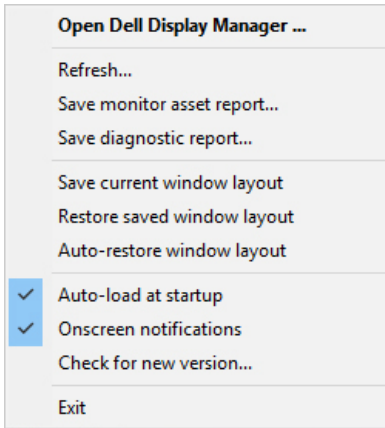 Open Dell Display Manager ...
Refresh...
Save monitor asset report...
Save diagnostic report...
Save current window layout
Restore saved window layout
Auto-restore window layout
Auto-load at startup
Onscreen notifications
Check for new version...
Exit